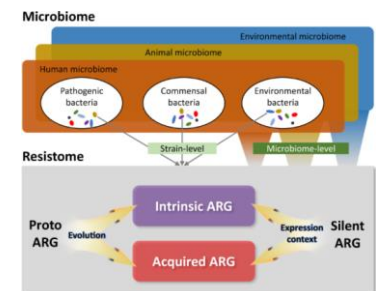 Microbiome
Environmental microbiome
Animal microbiome
Human microbiome
Pathogenic
bacteria
Commensal
bacteria
Environmental
bacteria
Strain-level
Microbiome-level
Resistome
Intrinsic ARG
Proto
ARG
Evolution
Expression
context
Silent
ARG
Acquired ARG